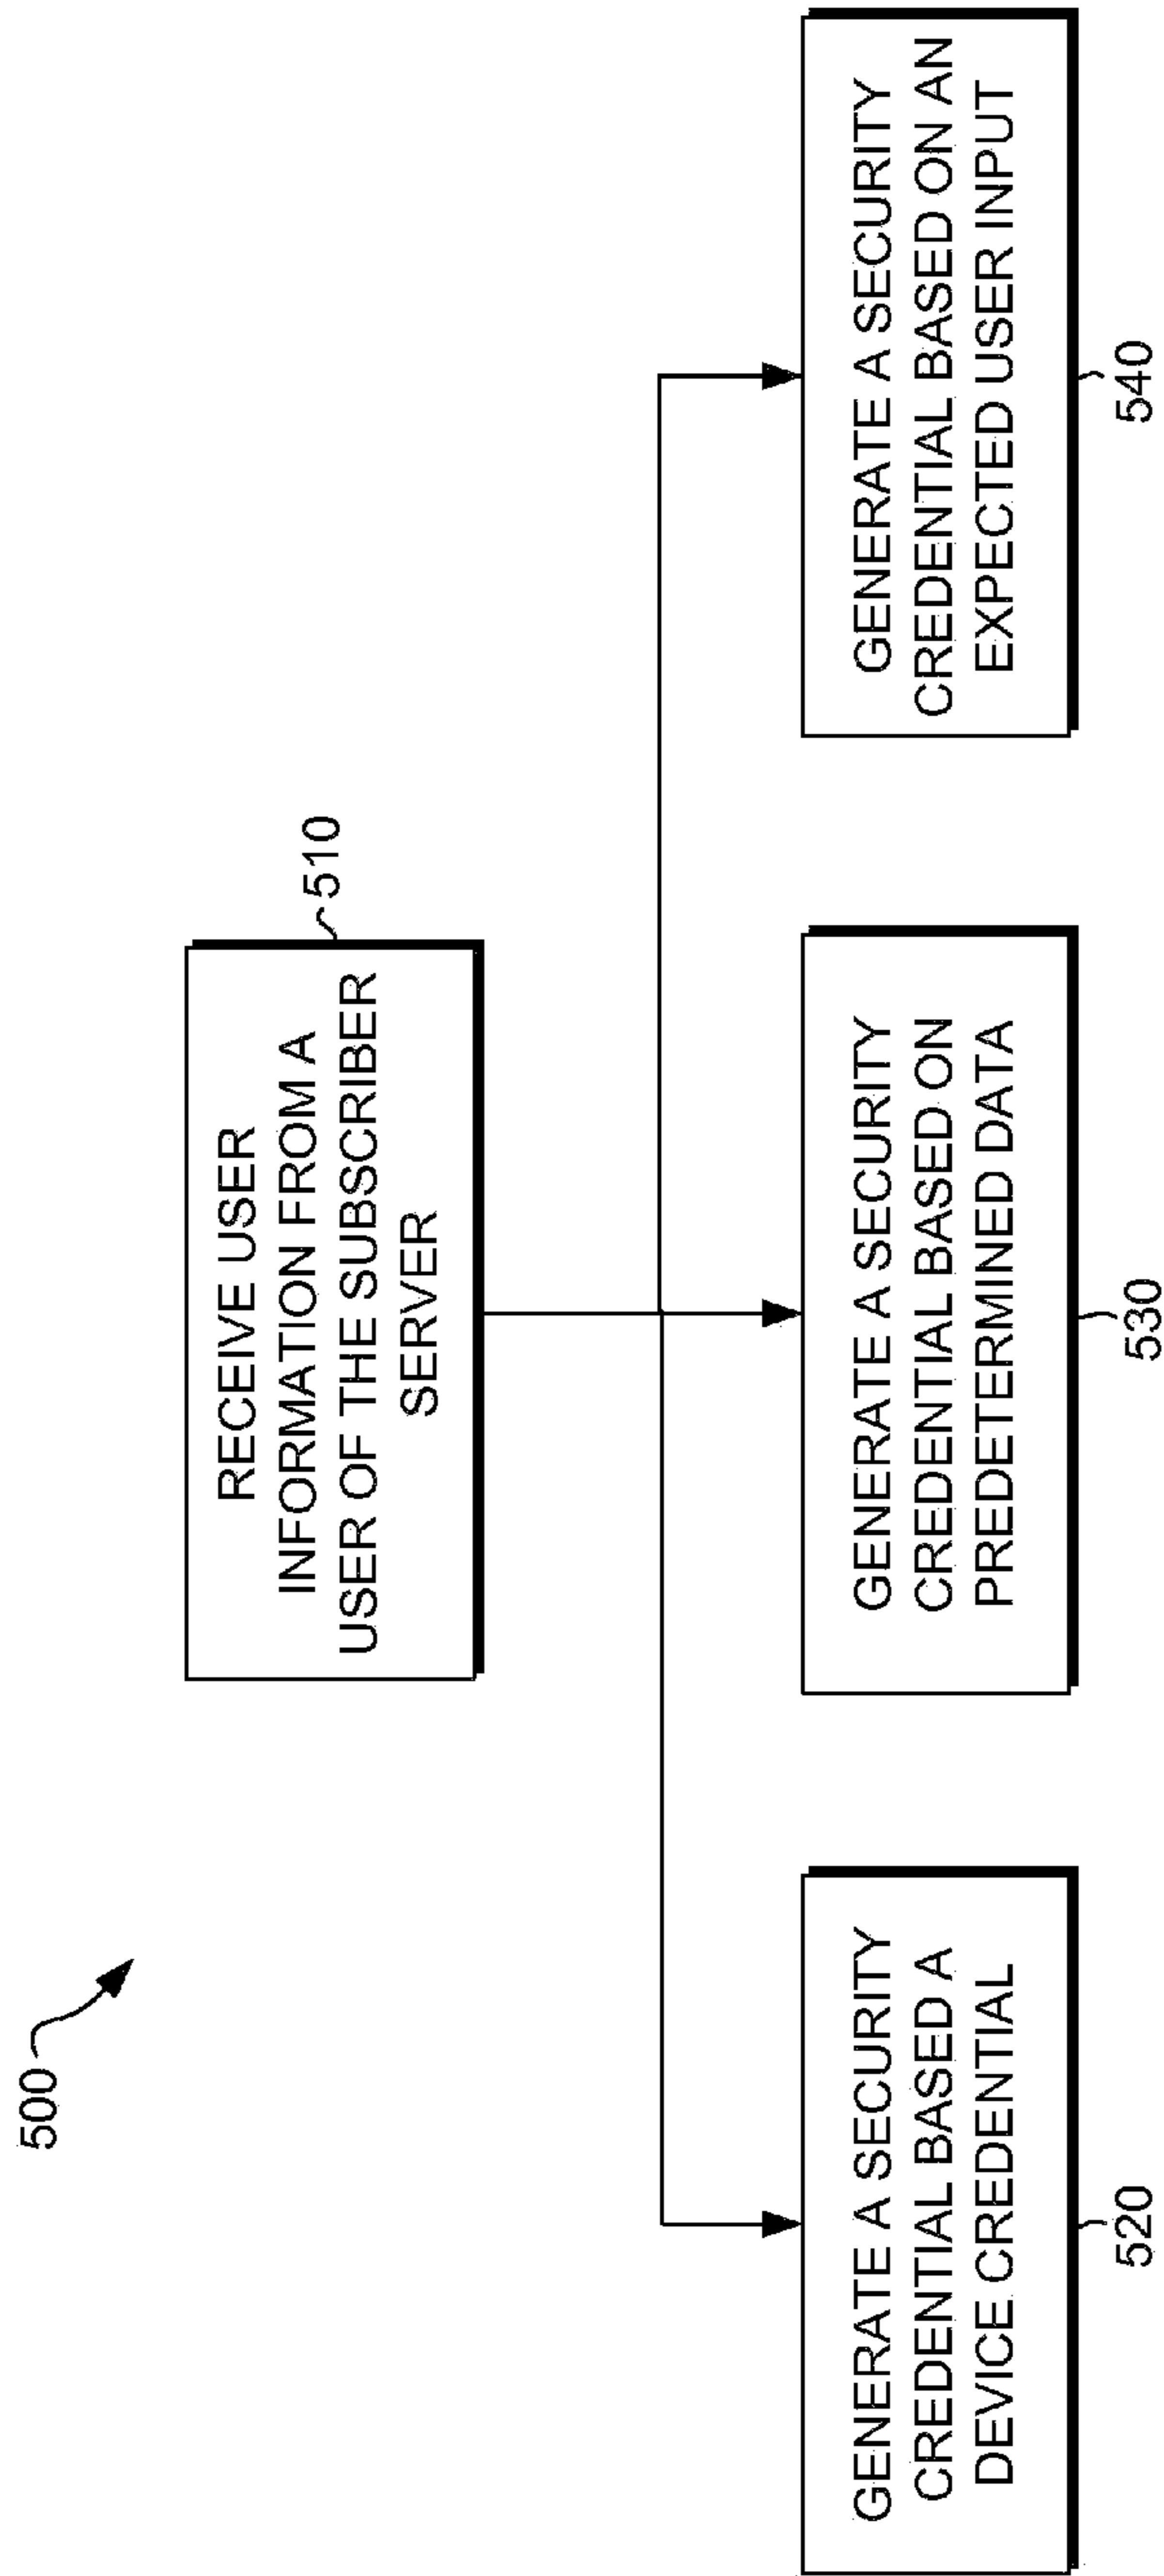 500
RECEIVE USER
INFORMATION FROM A
USER OF THE SUBSCRIBER
SERVER
510
GENERATE A SECURITY
CREDENTIAL BASED A
DEVICE CREDENTIAL
520
GENERATE A SECURITY
CREDENTIAL BASED ON
PREDETERMINED DATA
530
GENERATE A SECURITY
CREDENTIAL BASED ON AN
EXPECTED USER INPUT
540